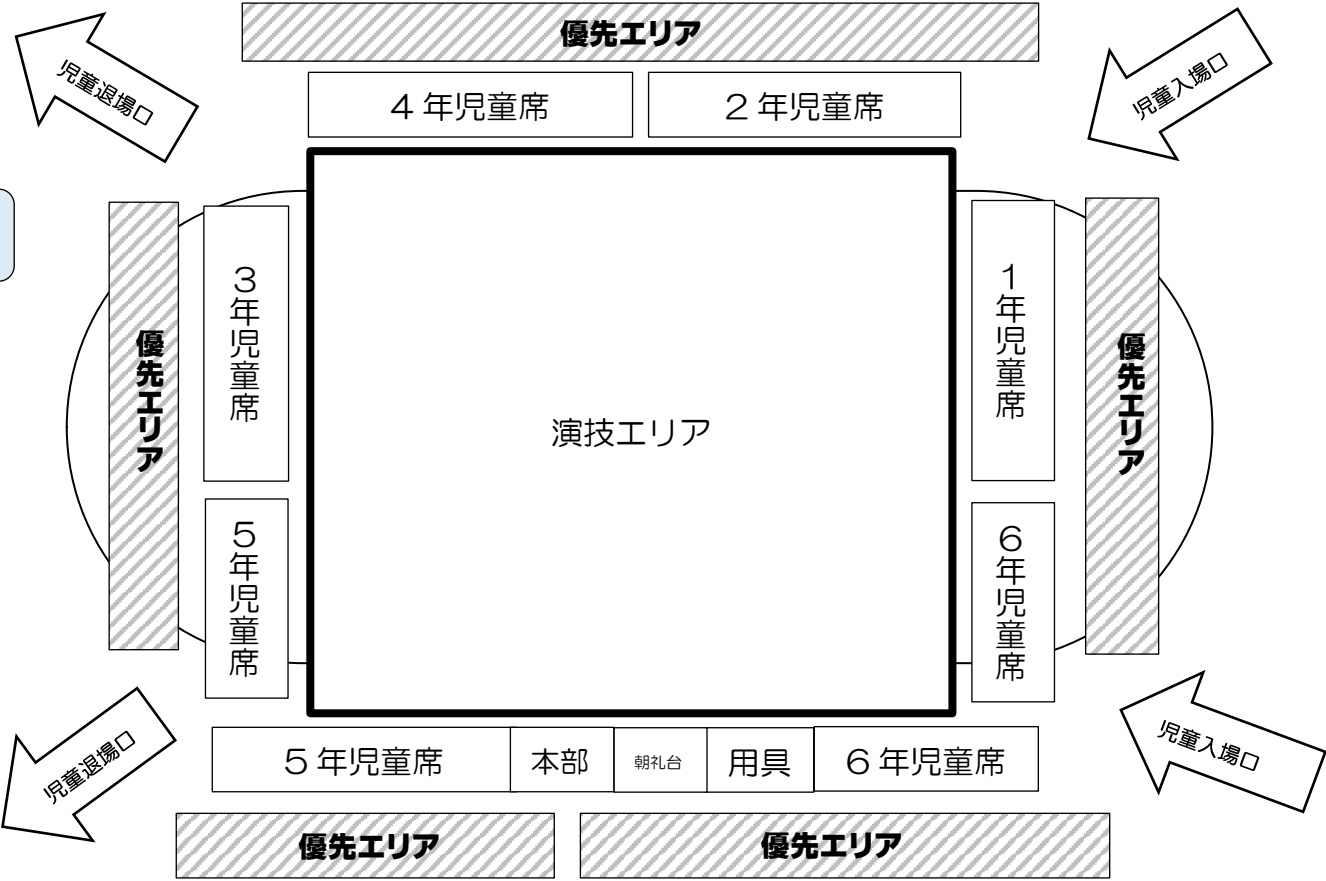 優先エリア
児童退場口
児童入場口
4年児童席
2年児童席
優先エリア
3年児童席
1年児童席
優先エリア
演技エリア
5年児童席
6年児童席
児童退場口
5年児童席
本部
朝礼台
用具
6年児童席
児童入場口
優先エリア
優先エリア